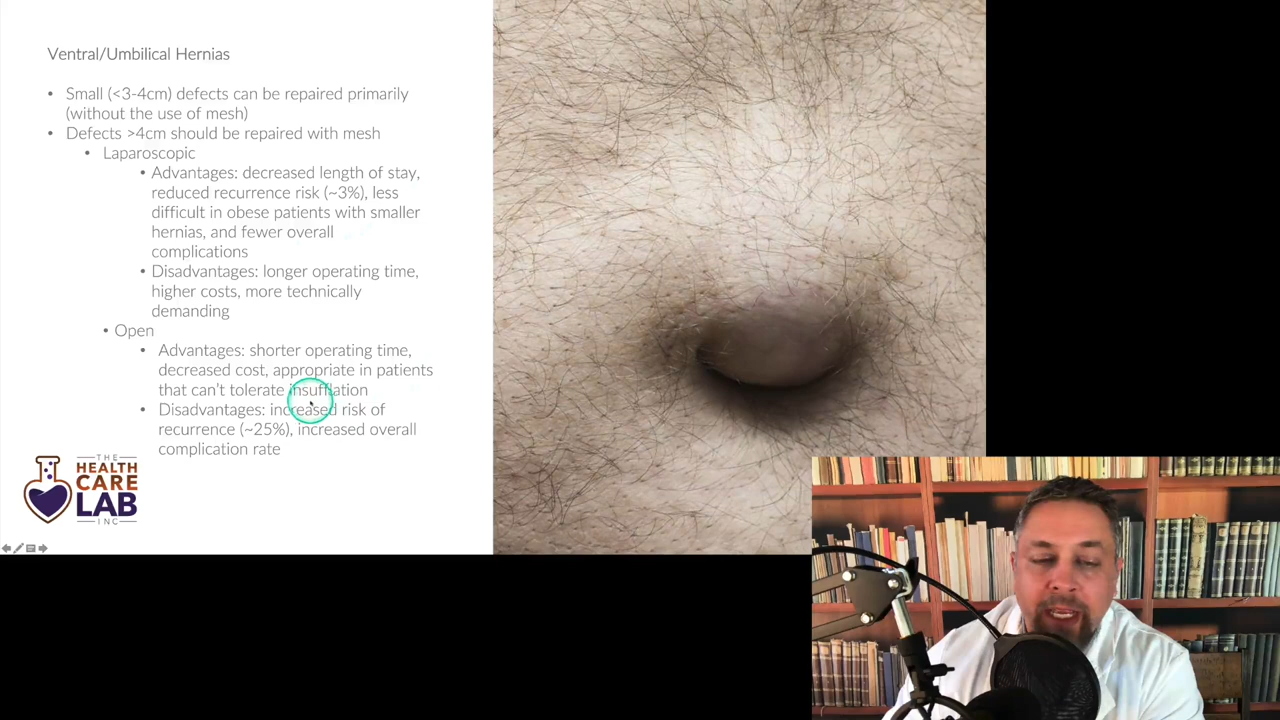 Ventral/Umbilical Hernias
• Small (<3-4cm) defects can be repaired primarily
(without the use of mesh)
• Defects >4cm should be repaired with mesh
• Laparoscopic
• Advantages: decreased length of stay,
reduced recurrence risk (~3%), less
difficult in obese patients with smaller
hernias, and fewer overall
complications
• Disadvantages: longer operating time,
higher costs, more technically
demanding
• Open
• Advantages: shorter operating time,
decreased cost, appropriate in patients
that can't tolerate insufflation
• Disadvantages: increased risk of
recurrence (~25%), increased overall
complication rate
THE
HEALTH
CARE
LAB
INC